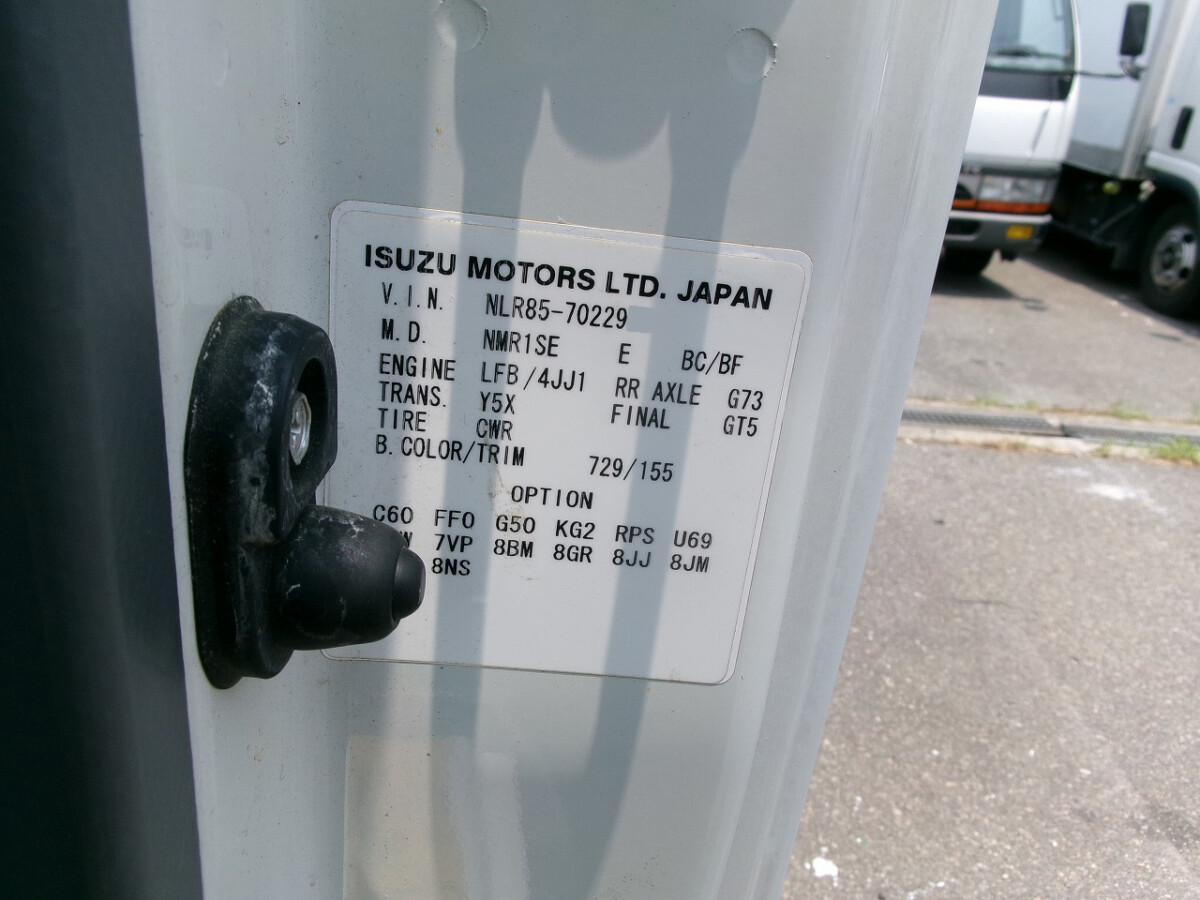 ISUZU MOTORS LTD. JAPAN
V.I.N. NLR85-70229
M.D. NMR1SE E BC/BF
ENGINE LFB/4JJ1 RR AXLE G73
TRANS. Y5X FINAL GT5
TIRE CWR
B.COLOR/TRIM 729/155
OPTION
C60 FF0 G50 KG2 RPS U69
7VP 8BM 8GR 8JJ 8JM
8NS